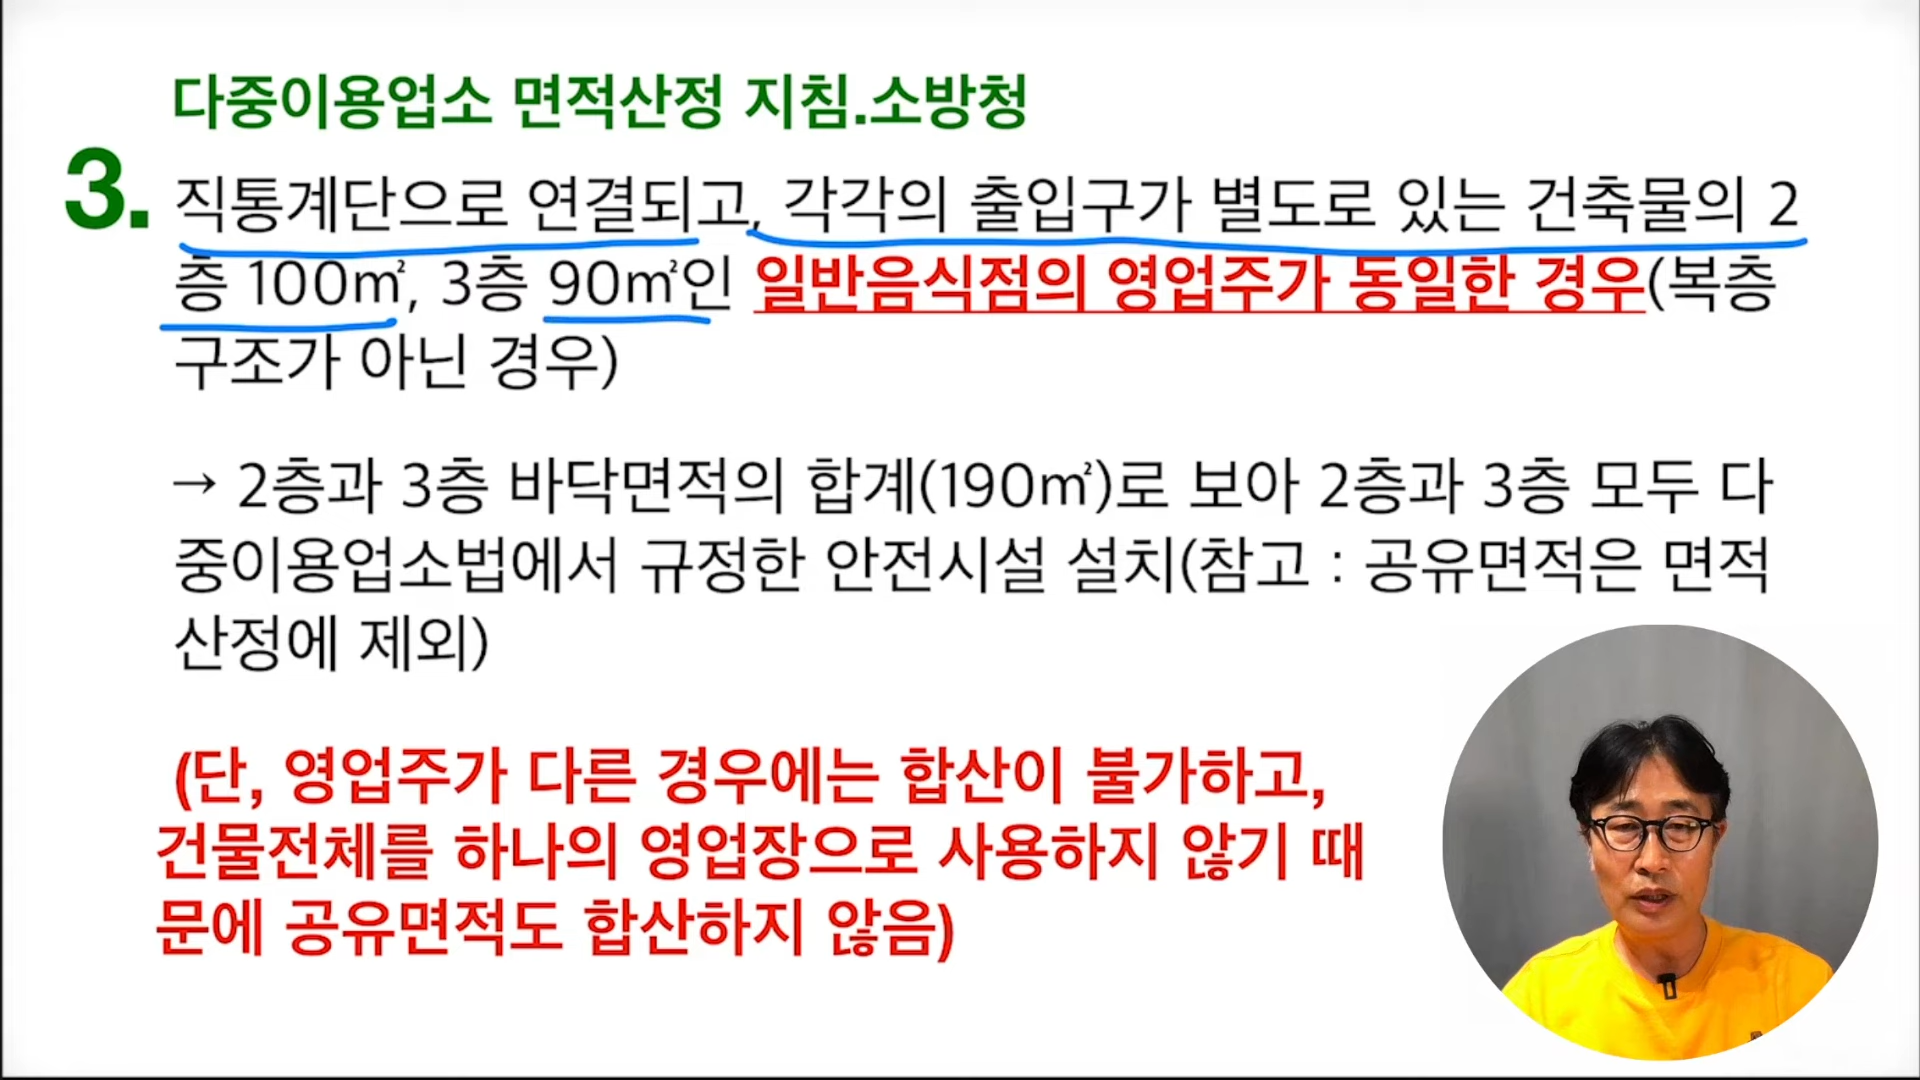 다중이용업소 면적산정 지침.소방청
3. 직통계단으로 연결되고, 각각의 출입구가 별도로 있는 건축물의 2
층 100㎡, 3층 90㎡인 일반음식점의 영업주가 동일한 경우(복층
구조가 아닌 경우)
→ 2층과 3층 바닥면적의 합계(190㎡)로 보아 2층과 3층 모두 다
중이용업소법에서 규정한 안전시설 설치(참고 : 공유면적은 면적
산정에 제외)
(단, 영업주가 다른 경우에는 합산이 불가하고,
건물전체를 하나의 영업장으로 사용하지 않기 때
문에 공유면적도 합산하지 않음)